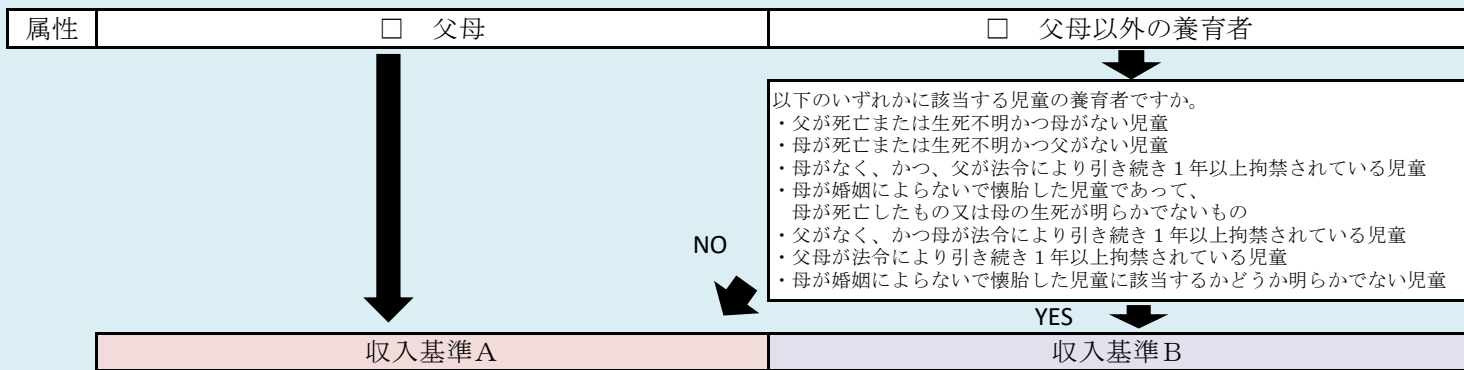 属性 □ 父母 □ 父母以外の養育者
以下のいずれかに該当する児童の養育者ですか。
・父が死亡または生死不明かつ母がない児童
・母が死亡または生死不明かつ父がない児童
・母がなく、かつ、父が法令により引き続き１年以上拘禁されている児童
・母が婚姻によらないで懐胎した児童であって、
母が死亡したもの又は母の生死が明らかでないもの
・父がなく、かつ母が法令により引き続き１年以上拘禁されている児童
・父母が法令により引き続き１年以上拘禁されている児童
・母が婚姻によらないで懐胎した児童に該当するかどうか明らかでない児童
NO
YES
収入基準Ａ 収入基準Ｂ